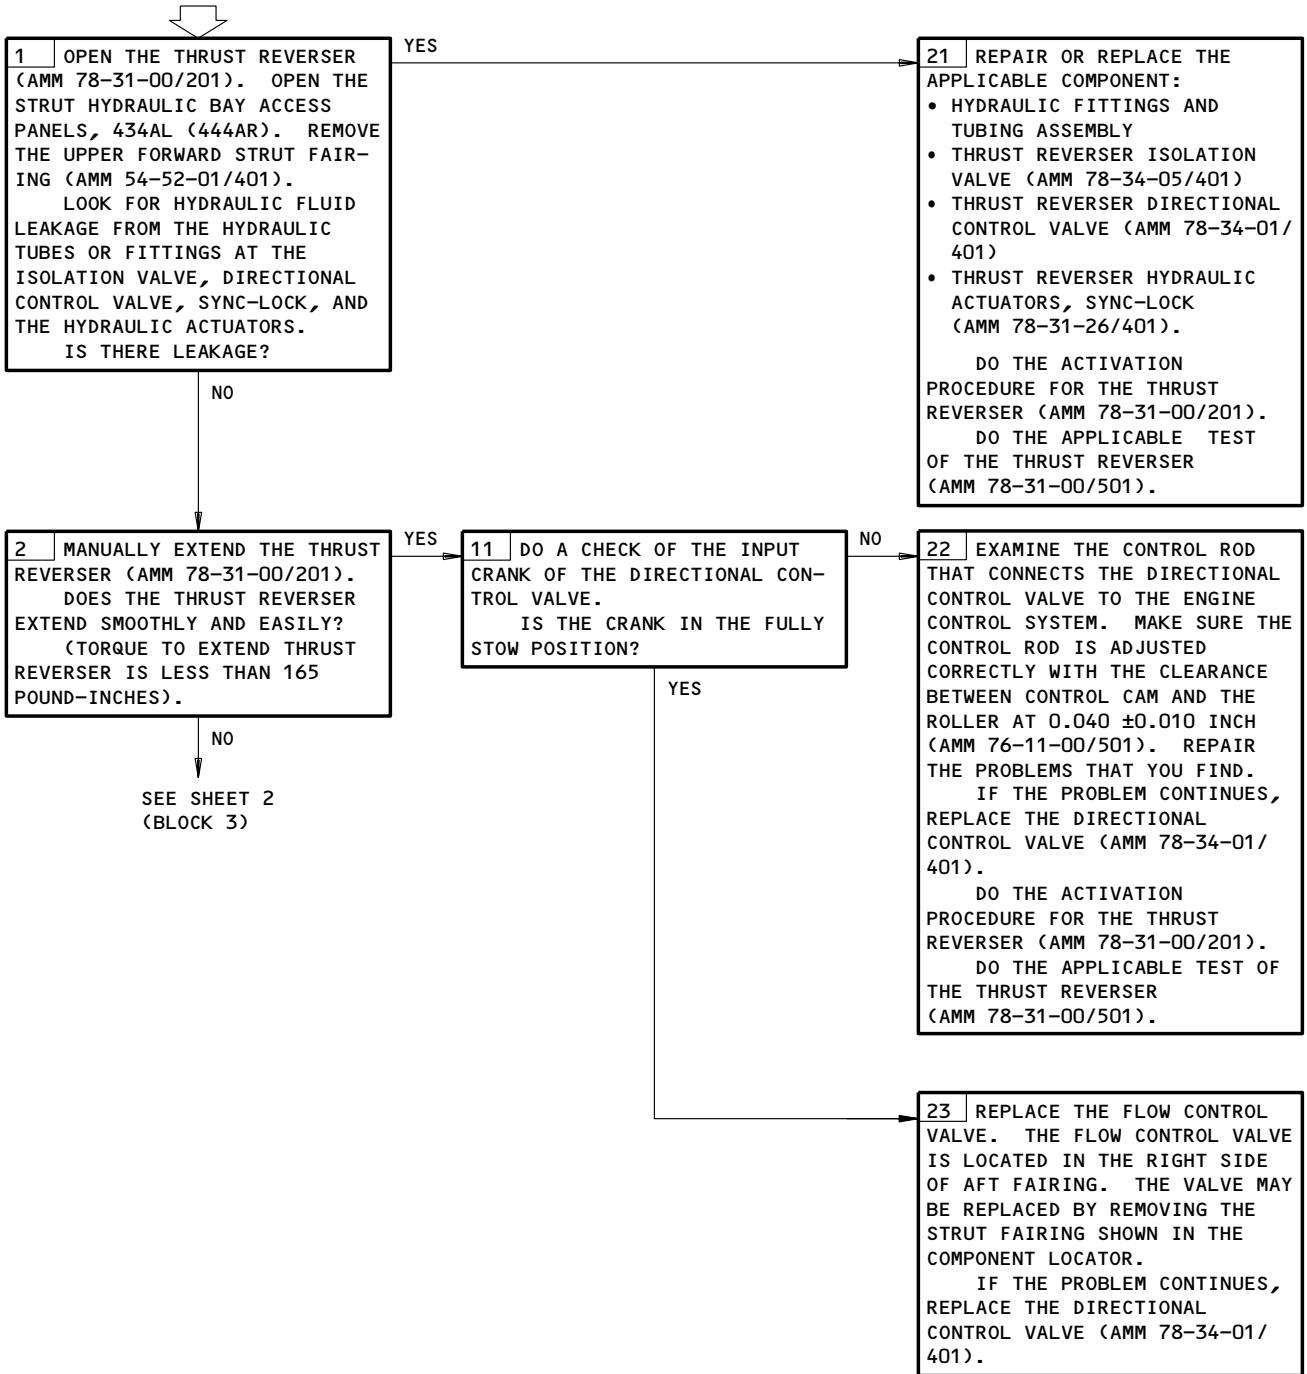 1 OPEN THE THRUST REVERSER
(AMM 78-31-00/201). OPEN THE
STRUT HYDRAULIC BAY ACCESS
PANELS, 434AL (444AR). REMOVE
THE UPPER FORWARD STRUT FAIR-
ING (AMM 54-52-01/401).
LOOK FOR HYDRAULIC FLUID
LEAKAGE FROM THE HYDRAULIC
TUBES OR FITTINGS AT THE
ISOLATION VALVE, DIRECTIONAL
CONTROL VALVE, SYNC-LOCK, AND
THE HYDRAULIC ACTUATORS.
IS THERE LEAKAGE?
YES
NO
21 REPAIR OR REPLACE THE
APPLICABLE COMPONENT:
• HYDRAULIC FITTINGS AND
TUBING ASSEMBLY
• THRUST REVERSER ISOLATION
VALVE (AMM 78-34-05/401)
• THRUST REVERSER DIRECTIONAL
CONTROL VALVE (AMM 78-34-01/
401)
• THRUST REVERSER HYDRAULIC
ACTUATORS, SYNC-LOCK
(AMM 78-31-26/401).
DO THE ACTIVATION
PROCEDURE FOR THE THRUST
REVERSER (AMM 78-31-00/201).
DO THE APPLICABLE TEST
OF THE THRUST REVERSER
(AMM 78-31-00/501).
2 MANUALLY EXTEND THE THRUST
REVERSER (AMM 78-31-00/201).
DOES THE THRUST REVERSER
EXTEND SMOOTHLY AND EASILY?
(TORQUE TO EXTEND THRUST
REVERSER IS LESS THAN 165
POUND-INCHES).
YES
NO
SEE SHEET 2
(BLOCK 3)
11 DO A CHECK OF THE INPUT
CRANK OF THE DIRECTIONAL CON-
TROL VALVE.
IS THE CRANK IN THE FULLY
STOW POSITION?
NO
YES
22 EXAMINE THE CONTROL ROD
THAT CONNECTS THE DIRECTIONAL
CONTROL VALVE TO THE ENGINE
CONTROL SYSTEM. MAKE SURE THE
CONTROL ROD IS ADJUSTED
CORRECTLY WITH THE CLEARANCE
BETWEEN CONTROL CAM AND THE
ROLLER AT 0.040 ±0.010 INCH
(AMM 76-11-00/501). REPAIR
THE PROBLEMS THAT YOU FIND.
IF THE PROBLEM CONTINUES,
REPLACE THE DIRECTIONAL
CONTROL VALVE (AMM 78-34-01/
401).
DO THE ACTIVATION
PROCEDURE FOR THE THRUST
REVERSER (AMM 78-31-00/201).
DO THE APPLICABLE TEST OF
THE THRUST REVERSER
(AMM 78-31-00/501).
23 REPLACE THE FLOW CONTROL
VALVE. THE FLOW CONTROL VALVE
IS LOCATED IN THE RIGHT SIDE
OF AFT FAIRING. THE VALVE MAY
BE REPLACED BY REMOVING THE
STRUT FAIRING SHOWN IN THE
COMPONENT LOCATOR.
IF THE PROBLEM CONTINUES,
REPLACE THE DIRECTIONAL
CONTROL VALVE (AMM 78-34-01/
401).